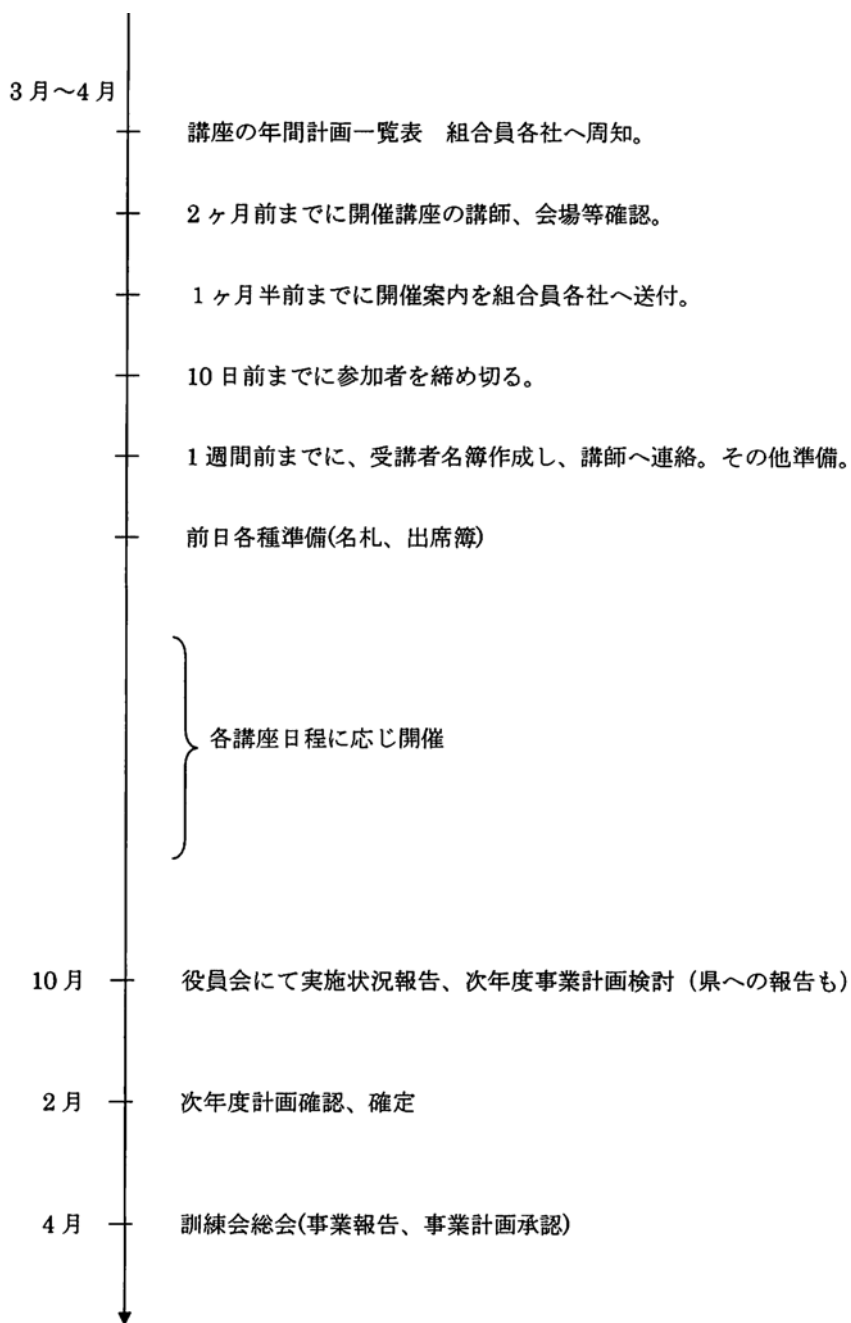 3月～4月
講座の年間計画一覧表　組合員各社へ周知。
2ヶ月前までに開催講座の講師、会場等確認。
1ヶ月半前までに開催案内を組合員各社へ送付。
10日前までに参加者を締め切る。
1週間前までに、受講者名簿作成し、講師へ連絡。その他準備。
前日各種準備(名札、出席簿)
各講座日程に応じ開催
10月　役員会にて実施状況報告、次年度事業計画検討（県への報告も）
2月　次年度計画確認、確定
4月　訓練会総会(事業報告、事業計画承認)